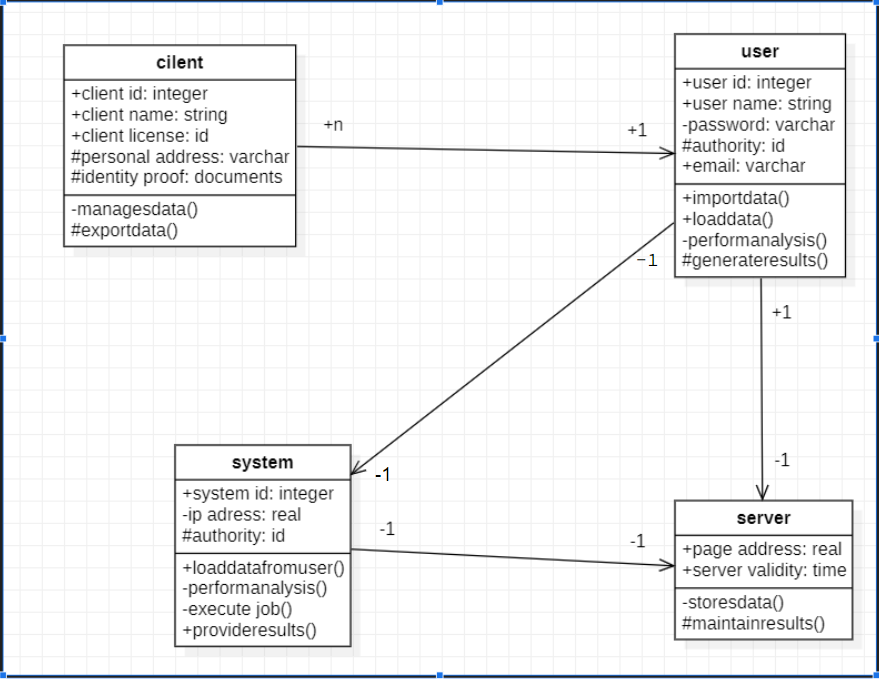 cilent
+client id: integer
+client name: string
+client license: id
#personal address: varchar
#identity proof: documents
-managesdata()
#exportdata()
+n
+1
user
+user id: integer
+user name: string
-password: varchar
#authority: id
+email: varchar
+importdata()
+loaddata()
-performanalysis()
#generateresults()
-1
+1
-1
-1
system
+system id: integer
-ip adress: real
#authority: id
+loaddatafromuser()
-performanalysis()
-execute job()
+provideresults()
-1
-1
server
+page address: real
+server validity: time
-storesdata()
#maintainresults()